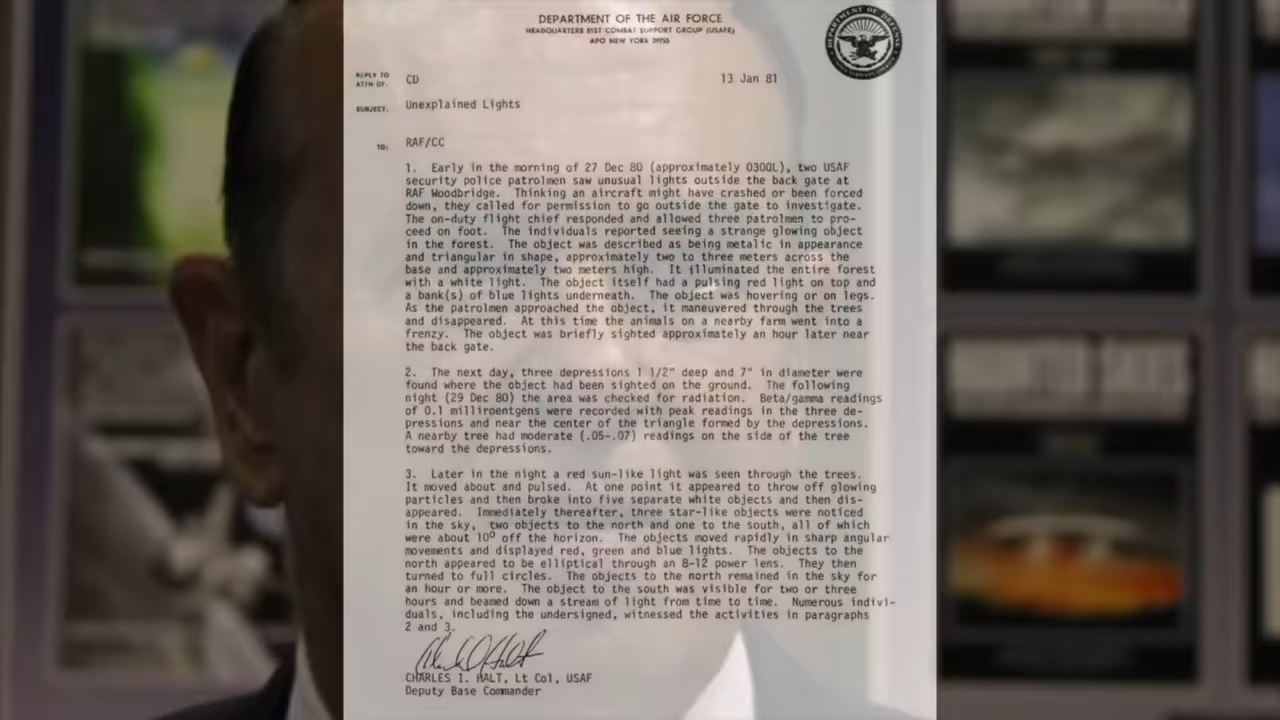 DEPARTMENT OF THE AIR FORCE
HEADQUARTERS 81ST COMBAT SUPPORT GROUP (USAFE)
APO NEW YORK 09755
REPLY TO
ATTN OF: CD 13 Jan 81
SUBJECT: Unexplained Lights
TO: RAF/CC
1. Early in the morning of 27 Dec 80 (approximately 0300L), two USAF
security police patrolmen saw unusual lights outside the back gate at
RAF Woodbridge. Thinking an aircraft might have crashed or been forced
down, they called for permission to go outside the gate to investigate.
The on-duty flight chief responded and allowed three patrolmen to pro-
ceed on foot. The individuals reported seeing a strange glowing object
in the forest. The object was described as being metalic in appearance
and triangular in shape, approximately two to three meters across the
base and approximately two meters high. It illuminated the entire forest
with a white light. The object itself had a pulsing red light on top and
a bank(s) of blue lights underneath. The object was hovering or on legs.
As the patrolmen approached the object, it maneuvered through the trees
and disappeared. At this time the animals on a nearby farm went into a
frenzy. The object was briefly sighted approximately an hour later near
the back gate.
2. The next day, three depressions 1 1/2" deep and 7" in diameter were
found where the object had been sighted on the ground. The following
night (29 Dec 80) the area was checked for radiation. Beta/gamma readings
of 0.1 milliroentgens were recorded with peak readings in the three de-
pressions and near the center of the triangle formed by the depressions.
A nearby tree had moderate (.05-.07) readings on the side of the tree
toward the depressions.
3. Later in the night a red sun-like light was seen through the trees.
It moved about and pulsed. At one point it appeared to throw off glowing
particles and then broke into five separate white objects and then dis-
appeared. Immediately thereafter, three star-like objects were noticed
in the sky, two objects to the north and one to the south, all of which
were about 10° off the horizon. The objects moved rapidly in sharp angular
movements and displayed red, green and blue lights. The objects to the
north appeared to be elliptical through an 8-12 power lens. They then
turned to full circles. The objects to the north remained in the sky for
an hour or more. The object to the south was visible for two or three
hours and beamed down a stream of light from time to time. Numerous indivi-
duals, including the undersigned, witnessed the activities in paragraphs
2 and 3.
CHARLES I. HALT, Lt Col, USAF
Deputy Base Commander